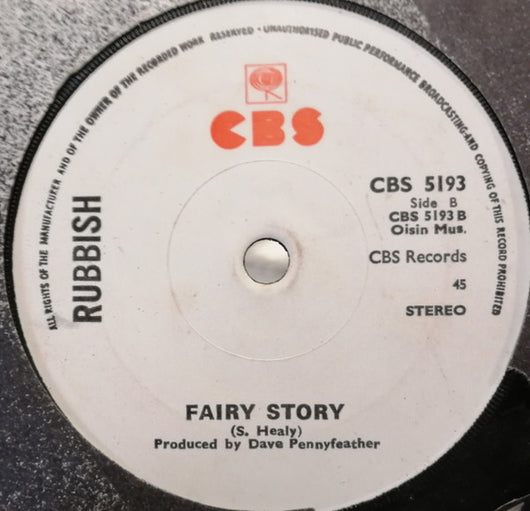 ALL RIGHTS OF THE MANUFACTURER AND OF THE OWNER OF THE RECORDED WORK RESERVED · UNAUTHORISED PUBLIC PERFORMANCE BROADCASTING AND COPYING OF THIS RECORD PROHIBITED
CBS
RUBBISH
CBS 5193
Side B
CBS 5193 B
Oisin Mus.
CBS Records
45
STEREO
FAIRY STORY
(S. Healy)
Produced by Dave Pennyfeather